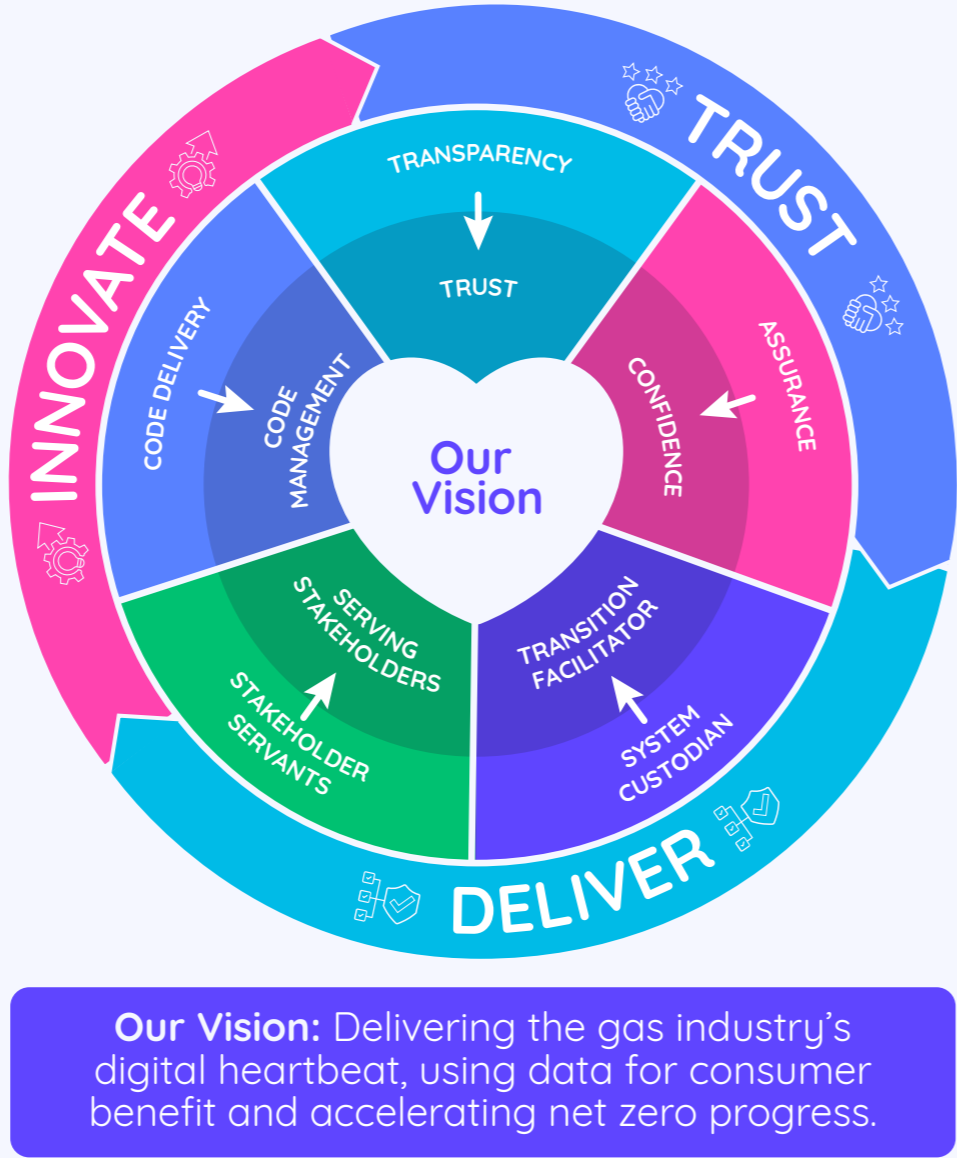 INNOVATE
TRUST
DELIVER
TRANSPARENCY
TRUST
ASSURANCE
CONFIDENCE
SYSTEM
CUSTODIAN
TRANSITION
FACILITATOR
STAKEHOLDER
SERVANTS
SERVING
STAKEHOLDERS
CODE DELIVERY
CODE
MANAGEMENT
Our
Vision
Our Vision: Delivering the gas industry’s
digital heartbeat, using data for consumer
benefit and accelerating net zero progress.